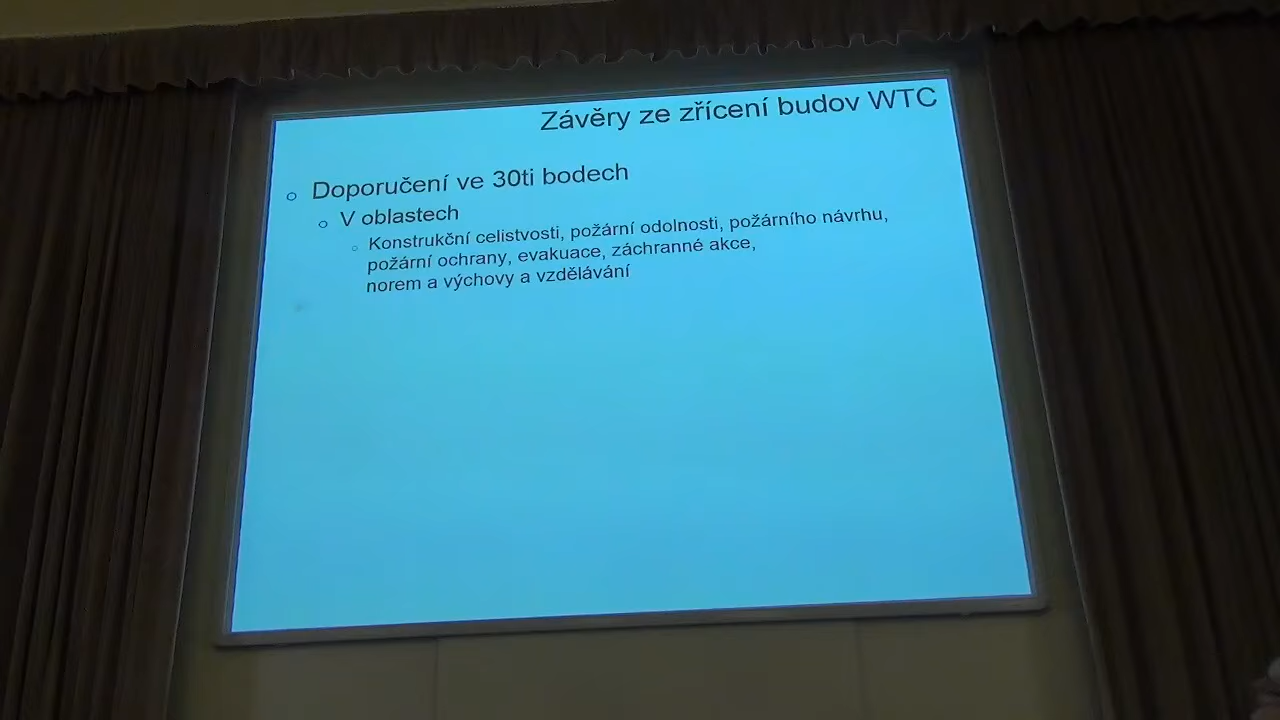 Závěry ze zřícení budov WTC
Doporučení ve 30ti bodech
V oblastech
Konstrukční celistvosti, požární odolnosti, požárního návrhu,
požární ochrany, evakuace, záchranné akce,
norem a výchovy a vzdělávání